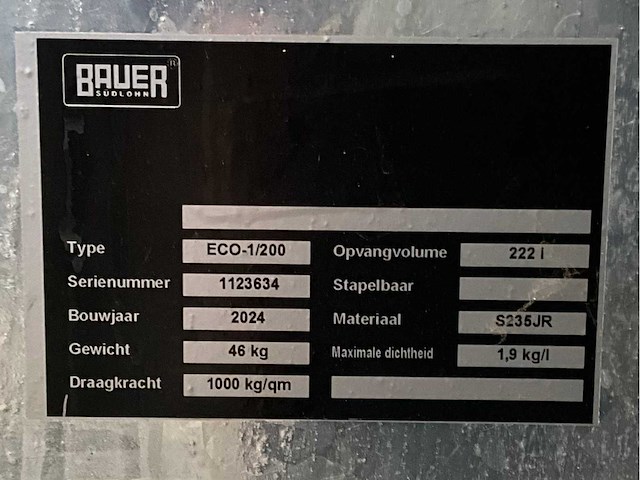 BAUER®
SÜDLOHN
Type ECO-1/200 Opvangvolume 222 l
Serienummer 1123634 Stapelbaar
Bouwjaar 2024 Materiaal S235JR
Gewicht 46 kg Maximale dichtheid 1,9 kg/l
Draagkracht 1000 kg/qm